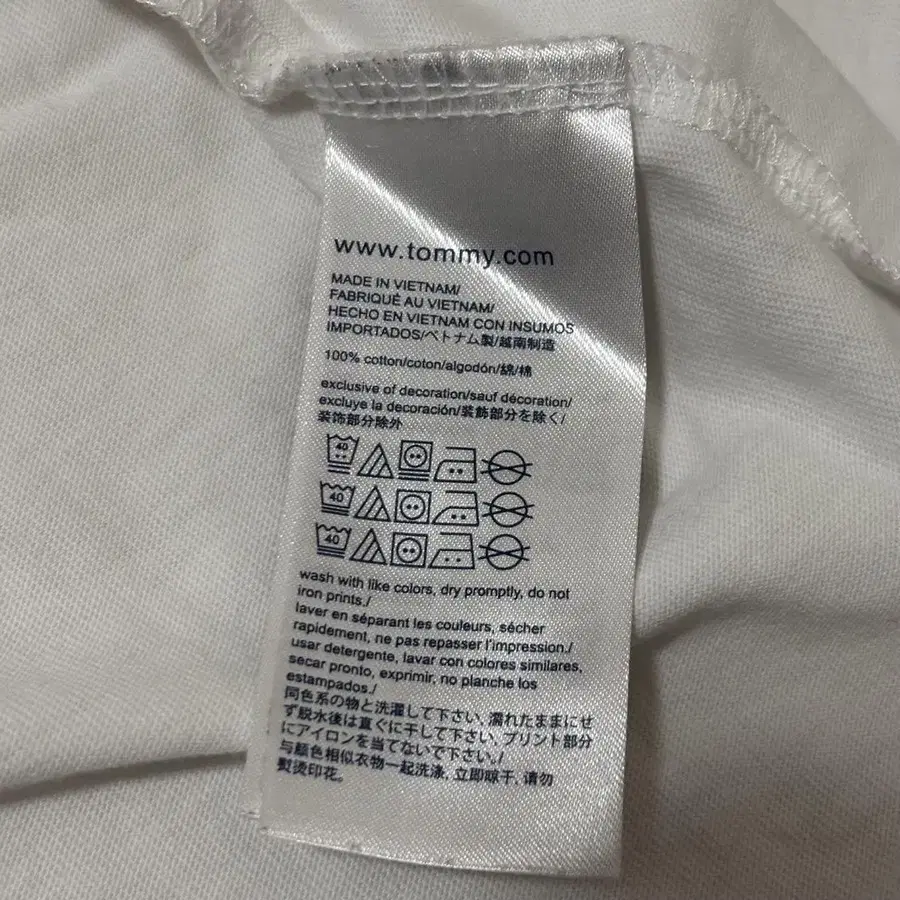 www.tommy.com
MADE IN VIETNAM/
FABRIQUÉ AU VIETNAM/
HECHO EN VIETNAM CON INSUMOS
IMPORTADOS/ベトナム製/越南制造
100% cotton/coton/algodón/綿/棉
exclusive of decoration/sauf décoration/
excluye la decoración/装飾部分を除く/
装饰部分除外
40
40
40
wash with like colors, dry promptly, do not
iron prints./
laver en séparant les couleurs, sécher
rapidement, ne pas repasser l'impression./
usar detergente, lavar con colores similares,
secar pronto, exprimir, no planche los
estampados./
同色系の物と洗濯して下さい, 濡れたままにせ
ず脱水後は直ぐに干して下さい, プリント部分
にアイロンを当てないで下さい./
与颜色相似衣物一起洗涤, 立即晾干, 请勿
熨烫印花。